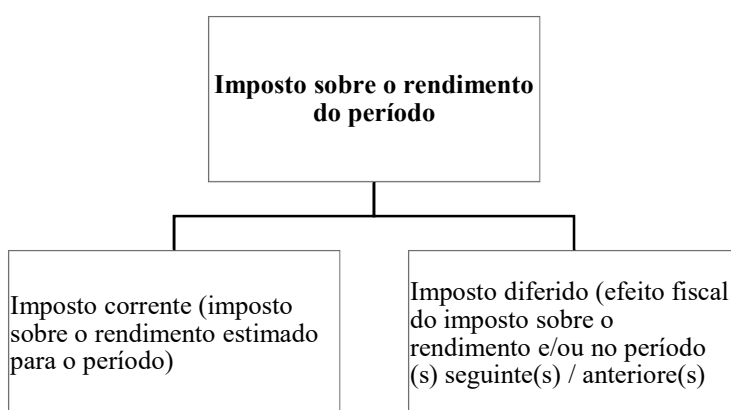 Imposto sobre o rendimento
do período
Imposto corrente (imposto
sobre o rendimento estimado
para o período)
Imposto diferido (efeito fiscal
do imposto sobre o
rendimento e/ou no período
(s) seguinte(s) / anteriore(s)